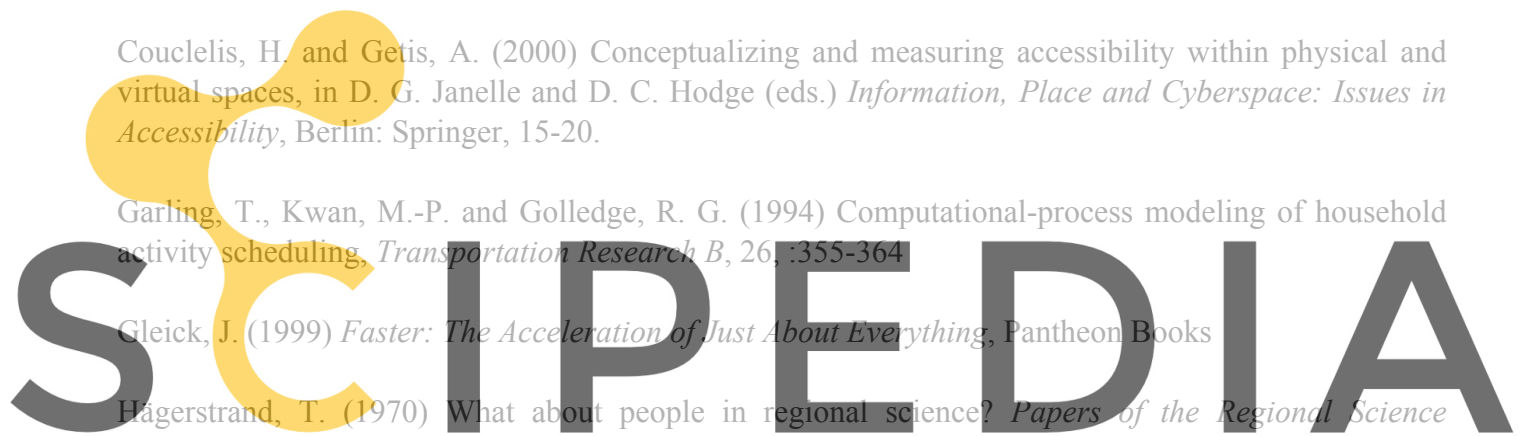 Couclelis, H. and Getis, A. (2000) Conceptualizing and measuring accessibility within physical and
virtual spaces, in D. G. Janelle and D. C. Hodge (eds.) Information, Place and Cyberspace: Issues in
Accessibility, Berlin: Springer, 15-20.
Garling, T., Kwan, M.-P. and Golledge, R. G. (1994) Computational-process modeling of household
activity scheduling, Transportation Research B, 26, :355-364
Gleick, J. (1999) Faster: The Acceleration of Just About Everything, Pantheon Books
Hägerstrand, T. (1970) What about people in regional science? Papers of the Regional Science
SCIPEDIA